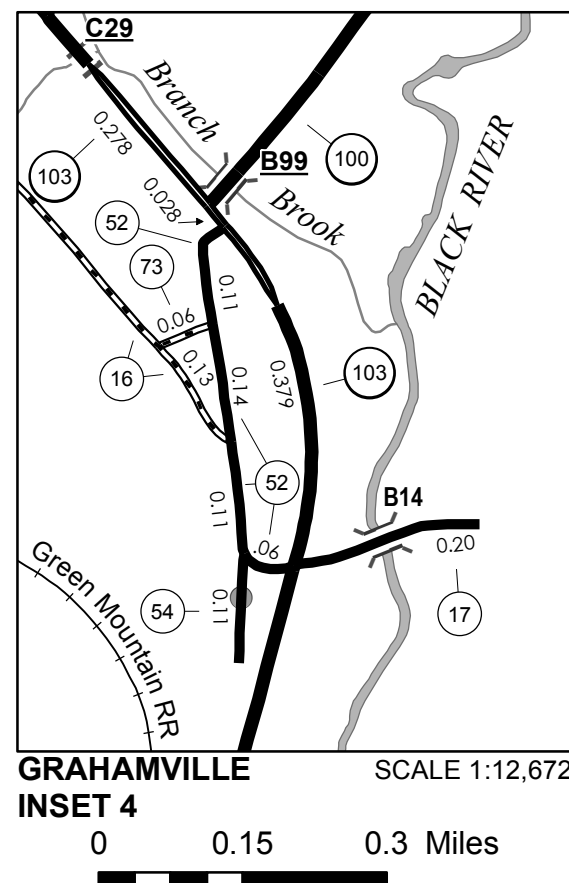 C29
Branch
0.278
103
100
B99
Brook
BLACK RIVER
0.028
52
73
0.06
0.11
16
0.13
0.14
0.379
103
52
0.11
.06
B14
0.20
17
54
0.11
Green Mountain RR
GRAHAMVILLE
SCALE 1:12,672
INSET 4
0 0.15 0.3 Miles